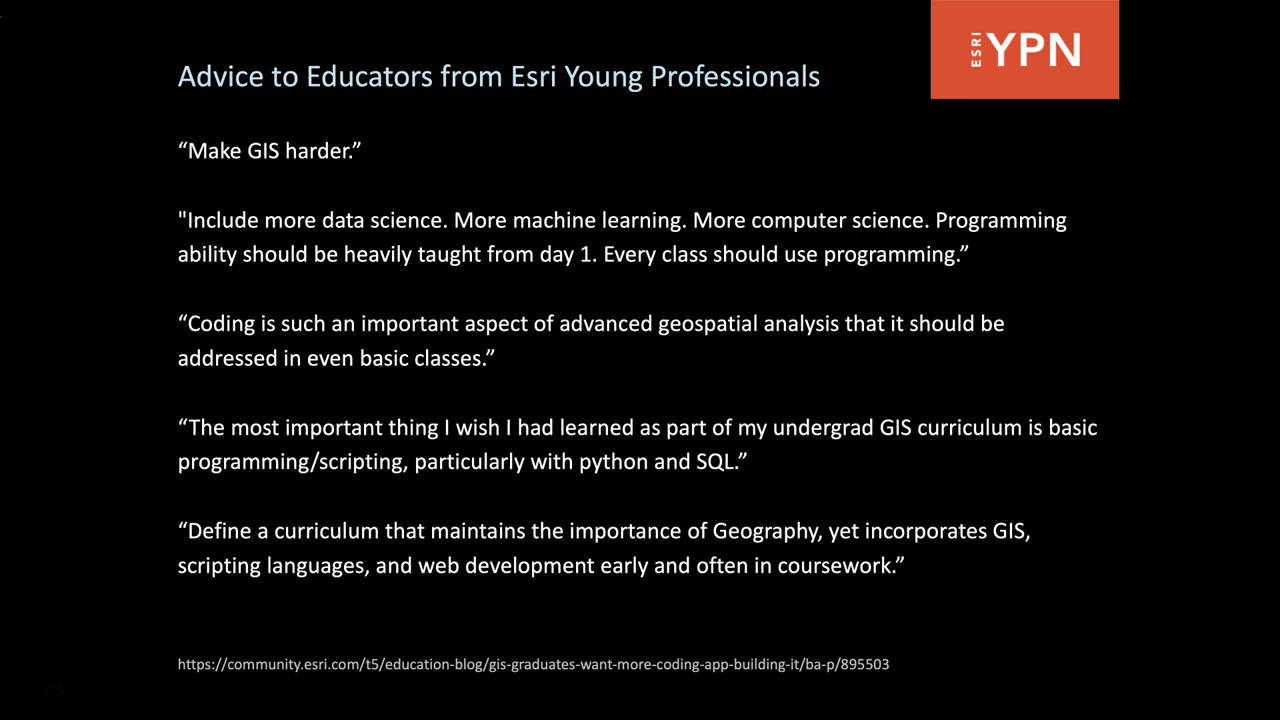 ESRI YPN
Advice to Educators from Esri Young Professionals
“Make GIS harder.”
"Include more data science. More machine learning. More computer science. Programming
ability should be heavily taught from day 1. Every class should use programming.”
“Coding is such an important aspect of advanced geospatial analysis that it should be
addressed in even basic classes.”
“The most important thing I wish I had learned as part of my undergrad GIS curriculum is basic
programming/scripting, particularly with python and SQL.”
“Define a curriculum that maintains the importance of Geography, yet incorporates GIS,
scripting languages, and web development early and often in coursework.”
https://community.esri.com/t5/education-blog/gis-graduates-want-more-coding-app-building-it/ba-p/895503